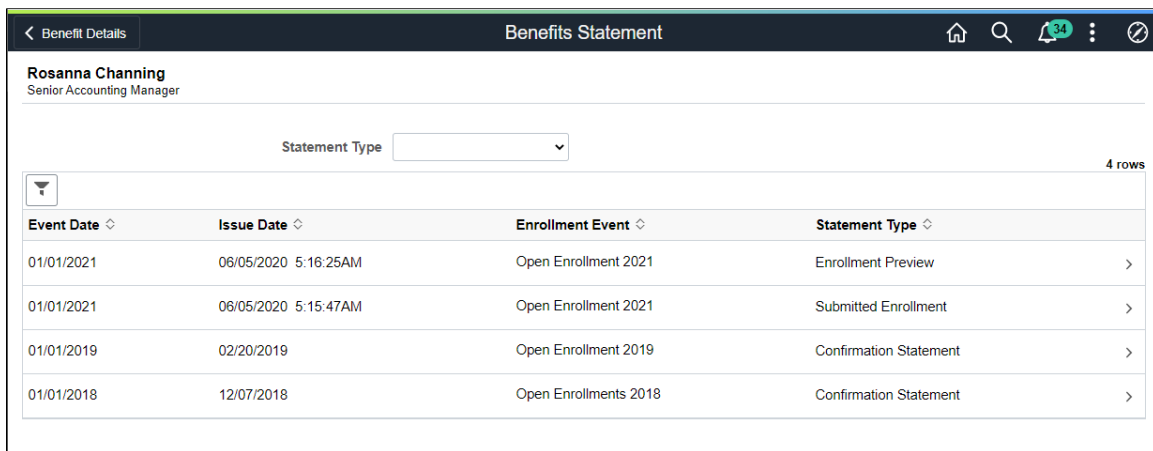 Benefit Details Benefits Statement 34
Rosanna Channing
Senior Accounting Manager
Statement Type
4 rows
Event Date Issue Date Enrollment Event Statement Type
01/01/2021 06/05/2020 5:16:25AM Open Enrollment 2021 Enrollment Preview
01/01/2021 06/05/2020 5:15:47AM Open Enrollment 2021 Submitted Enrollment
01/01/2019 02/20/2019 Open Enrollment 2019 Confirmation Statement
01/01/2018 12/07/2018 Open Enrollments 2018 Confirmation Statement